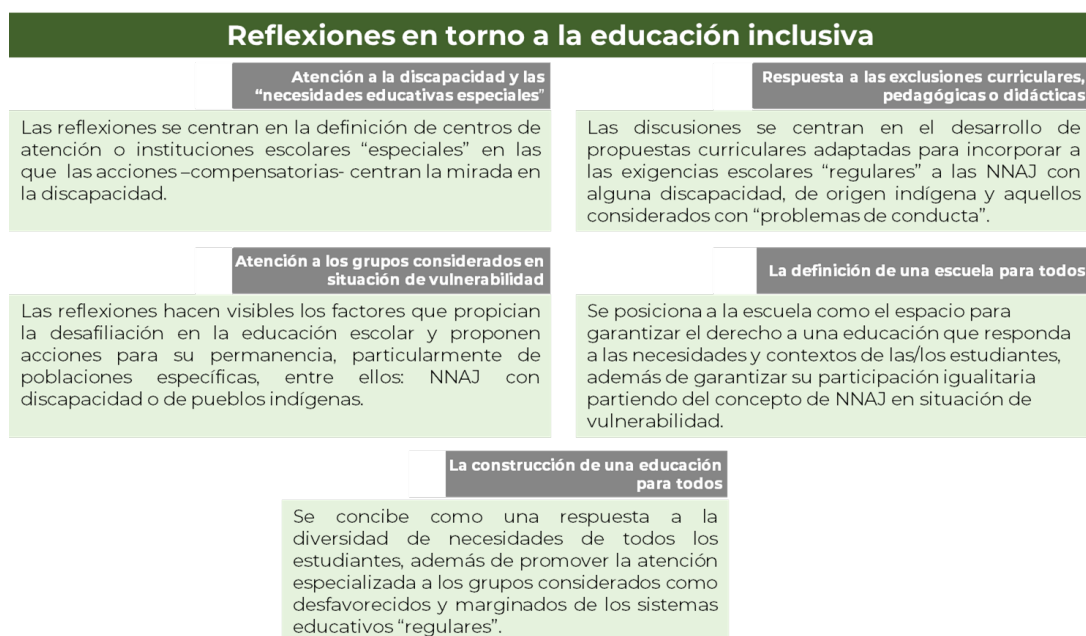 Reflexiones en torno a la educación inclusiva
Atención a la discapacidad y las
“necesidades educativas especiales”
Las reflexiones se centran en la definición de centros de
atención o instituciones escolares “especiales” en las
que las acciones –compensatorias- centran la mirada en
la discapacidad.
Respuesta a las exclusiones curriculares,
pedagógicas o didácticas
Las discusiones se centran en el desarrollo de
propuestas curriculares adaptadas para incorporar a
las exigencias escolares “regulares” a las NNAJ con
alguna discapacidad, de origen indígena y aquellos
considerados con “problemas de conducta”.
Atención a los grupos considerados en
situación de vulnerabilidad
Las reflexiones hacen visibles los factores que propician
la desafiliación en la educación escolar y proponen
acciones para su permanencia, particularmente de
poblaciones específicas, entre ellos: NNAJ con
discapacidad o de pueblos indígenas.
La definición de una escuela para todos
Se posiciona a la escuela como el espacio para
garantizar el derecho a una educación que responda
a las necesidades y contextos de las/los estudiantes,
además de garantizar su participación igualitaria
partiendo del concepto de NNAJ en situación de
vulnerabilidad.
La construcción de una educación
para todos
Se concibe como una respuesta a la
diversidad de necesidades de todos los
estudiantes, además de promover la atención
especializada a los grupos considerados como
desfavorecidos y marginados de los sistemas
educativos “regulares”.